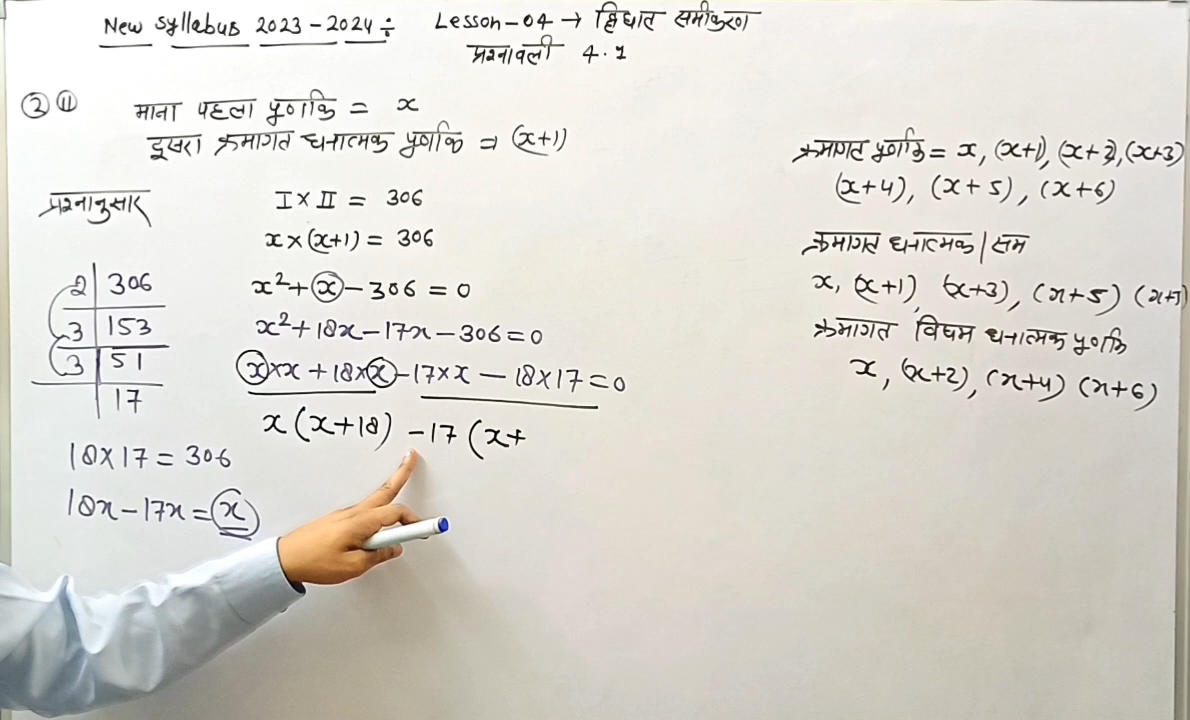 New Syllabus 2023-2024 ÷ Lesson-04 → द्विघात समीकरण
प्रश्नावली 4.1
② ⑪
माना पहला पूर्णांक = x
दूसरा क्रमागत धनात्मक पूर्णांक = (x+1)
प्रश्नानुसार
I × II = 306
x × (x+1) = 306
x² + x - 306 = 0
x² + 18x - 17x - 306 = 0
x×x + 18×x - 17×x - 18×17 = 0
x(x+18) -17(x+
2 | 306
3 | 153
3 | 51
17
18×17 = 306
18x - 17x = x
क्रमागत पूर्णांक = x, (x+1), (x+2), (x+3)
(x+4), (x+5), (x+6)
क्रमागत धनात्मक/सम
x, (x+1), (x+3), (x+5)
क्रमागत विषम धनात्मक पूर्णांक
x, (x+2), (x+4) (x+6)